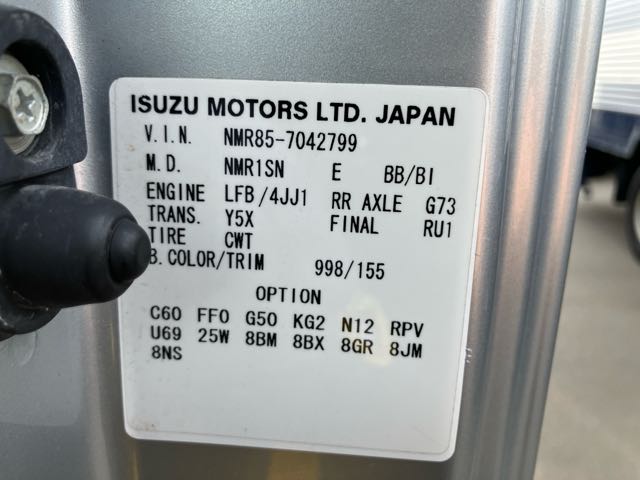 ISUZU MOTORS LTD. JAPAN
V.I.N. NMR85-7042799
M.D. NMR1SN E BB/BI
ENGINE LFB/4JJ1 RR AXLE G73
TRANS. Y5X FINAL RU1
TIRE CWT
B.COLOR/TRIM 998/155
OPTION
C60 FF0 G50 KG2 N12 RPV
U69 25W 8BM 8BX 8GR 8JM
8NS